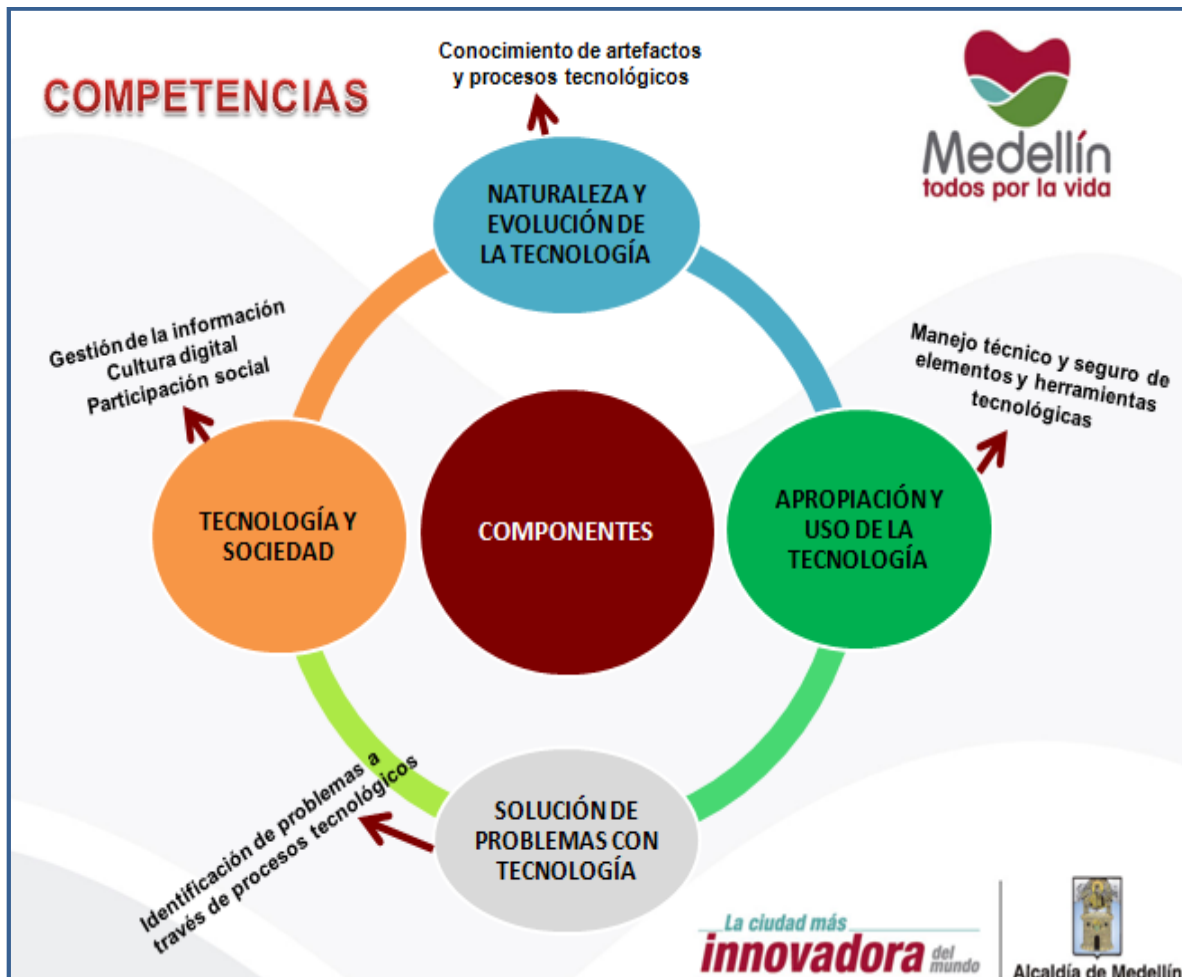 COMPETENCIAS
Conocimiento de artefactos
y procesos tecnológicos
Medellín
todos por la vida
NATURALEZA Y
EVOLUCIÓN DE
LA TECNOLOGÍA
Gestión de la información
Cultura digital
Participación social
Manejo técnico y seguro de
elementos y herramientas
tecnológicas
TECNOLOGÍA Y
SOCIEDAD
COMPONENTES
APROPIACIÓN Y
USO DE LA
TECNOLOGÍA
Identificación de problemas a
través de procesos tecnológicos
SOLUCIÓN DE
PROBLEMAS CON
TECNOLOGÍA
La ciudad más
innovadora del
mundo
Alcaldía de Medellín